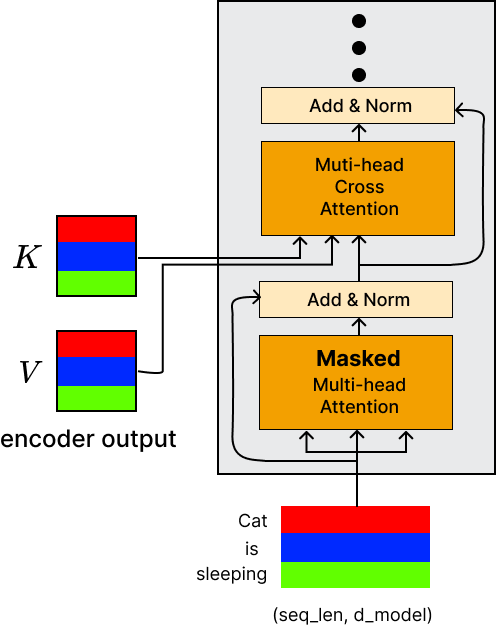 Add & Norm
Muti-head
Cross
Attention
K
Add & Norm
V
Masked
Multi-head
Attention
encoder output
Cat
is
sleeping
(seq_len, d_model)